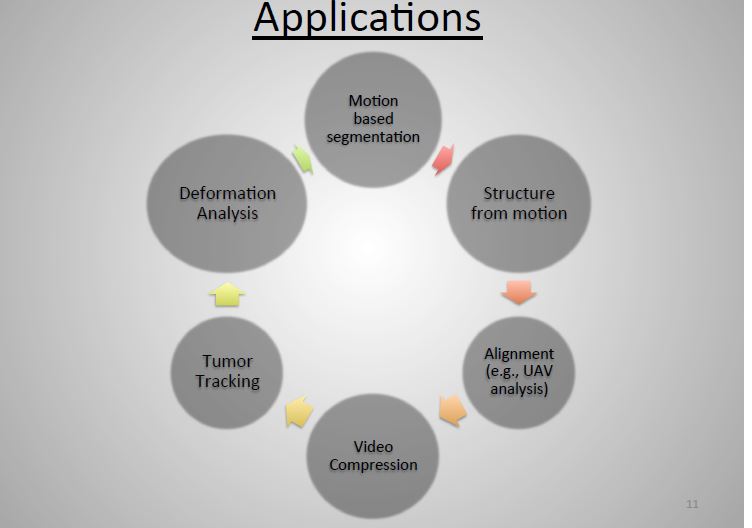 Applications
Motion
based
segmentation
Structure
from motion
Alignment
(e.g., UAV
analysis)
Video
Compression
Tumor
Tracking
Deformation
Analysis
11